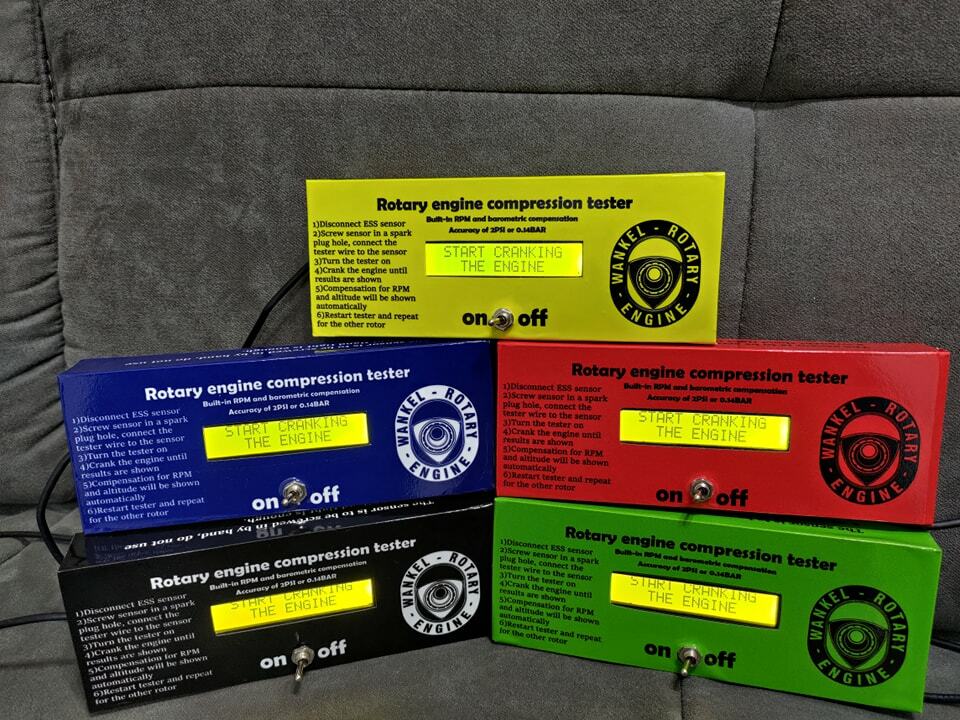 Rotary engine compression tester
Built-in RPM and barometric compensation
Accuracy of 2PSI or 0.14BAR
1)Disconnect ESS sensor
2)Screw sensor in a spark
plug hole, connect the
tester wire to the sensor
3)Turn the tester on
4)Crank the engine until
results are shown
5)Compensation for RPM
and altitude will be shown
automatically
6)Restart tester and repeat
for the other rotor
START CRANKING
THE ENGINE
WANKEL - ROTARY - ENGINE -
on off
Rotary engine compression tester
Built-in RPM and barometric compensation
Accuracy of 2PSI or 0.14BAR
1)Disconnect ESS sensor
2)Screw sensor in a spark
plug hole, connect the
tester wire to the sensor
3)Turn the tester on
4)Crank the engine until
results are shown
5)Compensation for RPM
and altitude will be shown
automatically
6)Restart tester and repeat
for the other rotor
START CRANKING
THE ENGINE
WANKEL - ROTARY - ENGINE -
on off
Rotary engine compression tester
Built-in RPM and barometric compensation
Accuracy of 2PSI or 0.14BAR
1)Disconnect ESS sensor
2)Screw sensor in a spark
plug hole, connect the
tester wire to the sensor
3)Turn the tester on
4)Crank the engine until
results are shown
5)Compensation for RPM
and altitude will be shown
automatically
6)Restart tester and repeat
for the other rotor
START CRANKING
THE ENGINE
WANKEL - ROTARY - ENGINE -
on off
The sensor is to be screwed in by hand, do not use
Rotary engine compression tester
Built-in RPM and barometric compensation
Accuracy of 2PSI or 0.14BAR
1)Disconnect ESS sensor
2)Screw sensor in a spark
plug hole, connect the
tester wire to the sensor
3)Turn the tester on
4)Crank the engine until
results are shown
5)Compensation for RPM
and altitude will be shown
automatically
6)Restart tester and repeat
for the other rotor
START CRANKING
THE ENGINE
WANKEL - ROTARY - ENGINE -
on off
The sensor is
Rotary engine compression tester
Built-in RPM and barometric compensation
Accuracy of 2PSI or 0.14BAR
1)Disconnect ESS sensor
2)Screw sensor in a spark
plug hole, connect the
tester wire to the sensor
3)Turn the tester on
4)Crank the engine until
results are shown
5)Compensation for RPM
and altitude will be shown
automatically
6)Restart tester and repeat
for the other rotor
START CRANKING
THE ENGINE
WANKEL - ROTARY - ENGINE -
on off